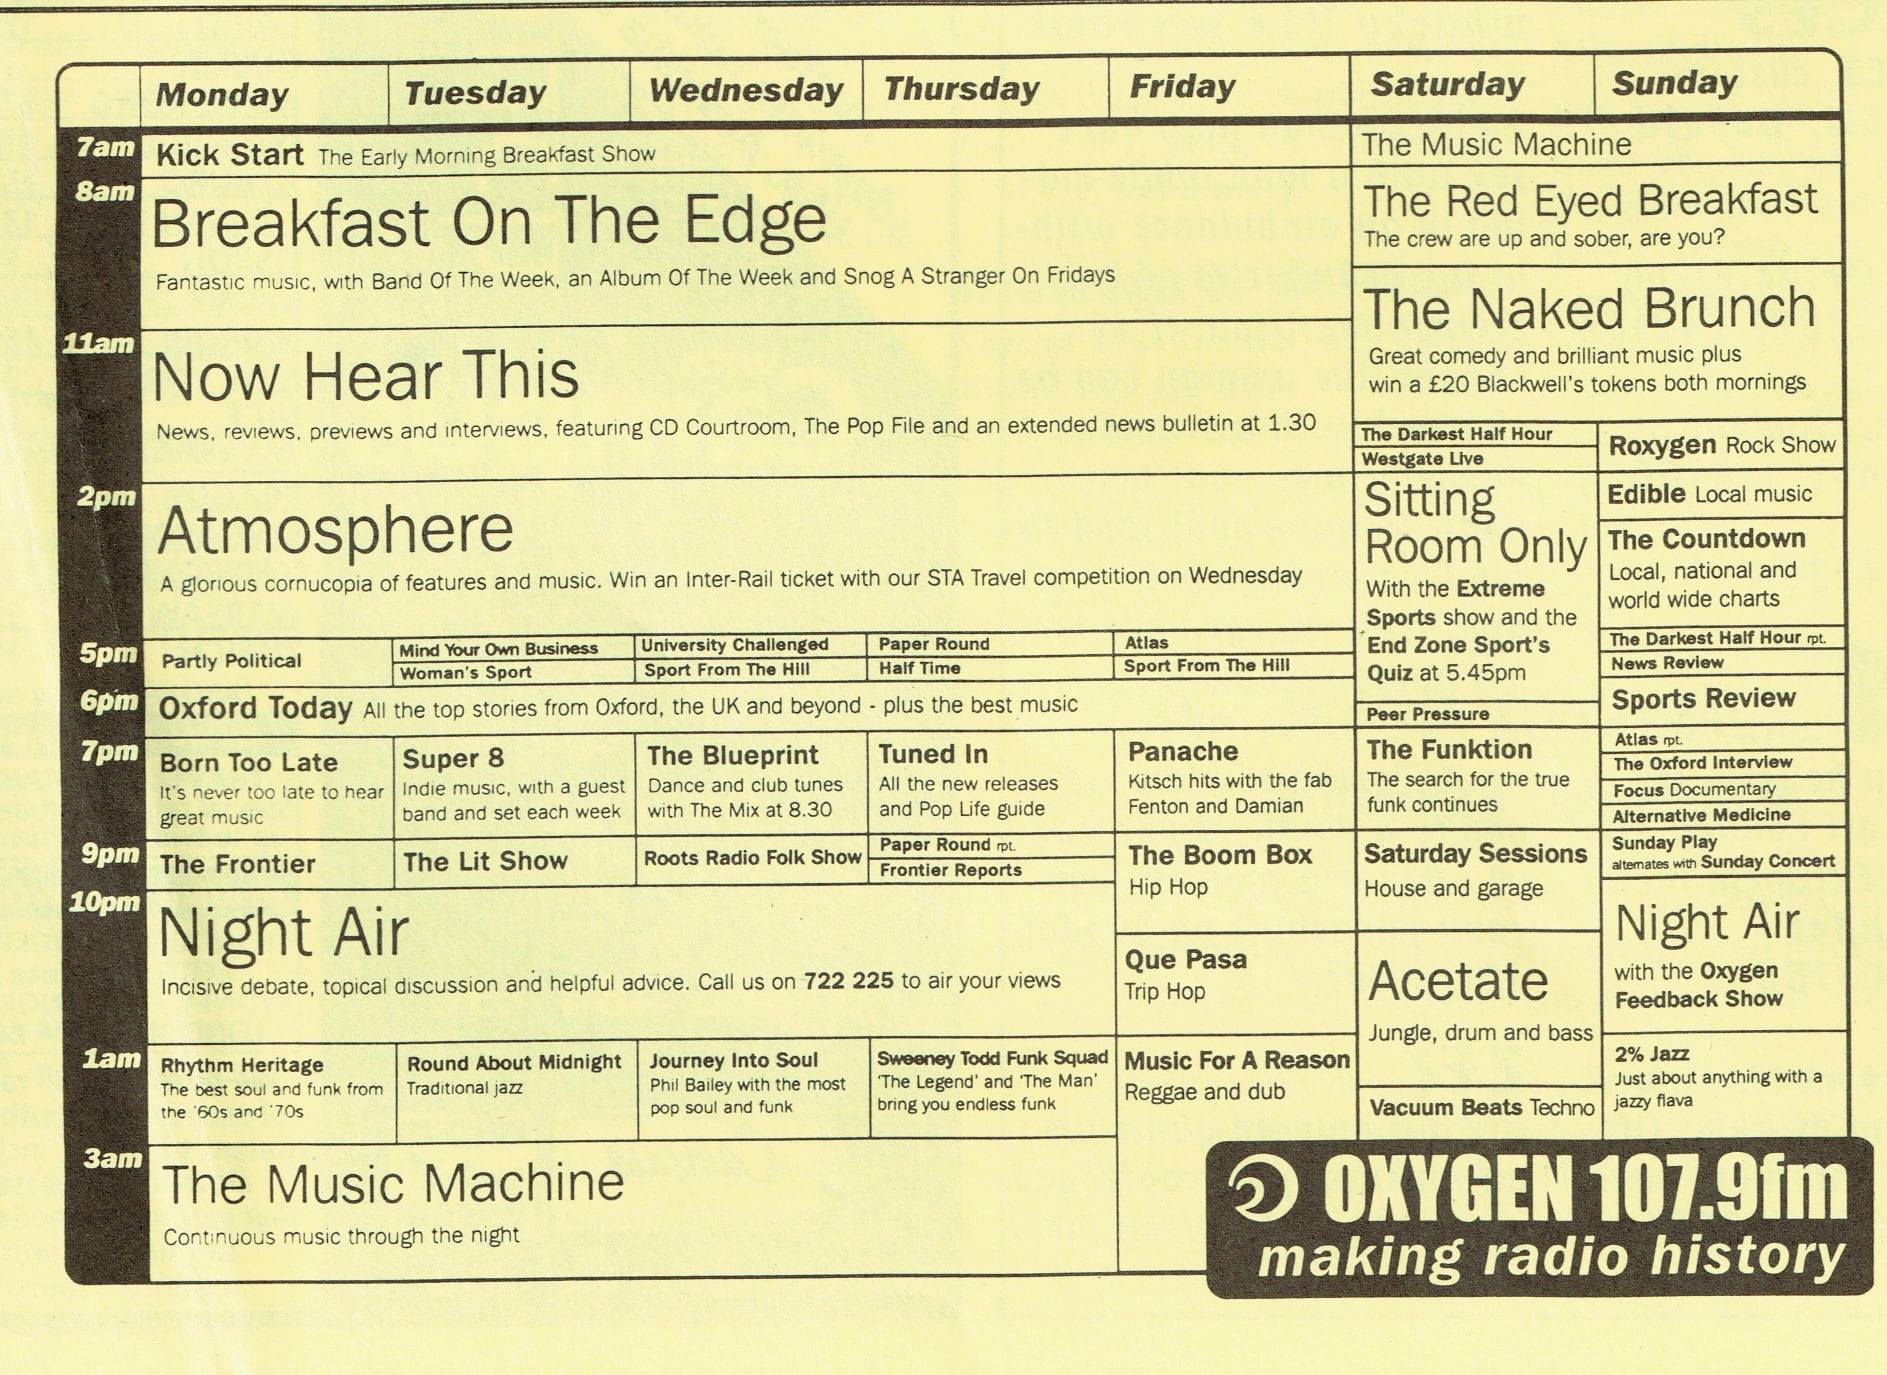 Monday Tuesday Wednesday Thursday Friday Saturday Sunday
7am
Kick Start The Early Morning Breakfast Show
The Music Machine
8am
Breakfast On The Edge
Fantastic music, with Band Of The Week, an Album Of The Week and Snog A Stranger On Fridays
The Red Eyed Breakfast
The crew are up and sober, are you?
The Naked Brunch
Great comedy and brilliant music plus
win a £20 Blackwell's tokens both mornings
11am
Now Hear This
News, reviews, previews and interviews, featuring CD Courtroom, The Pop File and an extended news bulletin at 1.30
The Darkest Half Hour
Westgate Live
Roxygen Rock Show
2pm
Atmosphere
A glorious cornucopia of features and music. Win an Inter-Rail ticket with our STA Travel competition on Wednesday
Sitting
Room Only
With the Extreme
Sports show and the
End Zone Sport's
Quiz at 5.45pm
Peer Pressure
Edible Local music
The Countdown
Local, national and
world wide charts
The Darkest Half Hour rpt.
News Review
Sports Review
5pm
Partly Political
Mind Your Own Business
Woman's Sport
University Challenged
Sport From The Hill
Paper Round
Half Time
Atlas
Sport From The Hill
6pm
Oxford Today All the top stories from Oxford, the UK and beyond - plus the best music
7pm
Born Too Late
It's never too late to hear
great music
Super 8
Indie music, with a guest
band and set each week
The Blueprint
Dance and club tunes
with The Mix at 8.30
Tuned In
All the new releases
and Pop Life guide
Panache
Kitsch hits with the fab
Fenton and Damian
The Funktion
The search for the true
funk continues
Atlas rpt.
The Oxford Interview
Focus Documentary
Alternative Medicine
9pm
The Frontier
The Lit Show
Roots Radio Folk Show
Paper Round rpt.
Frontier Reports
The Boom Box
Hip Hop
Saturday Sessions
House and garage
Sunday Play
alternates with Sunday Concert
10pm
Night Air
Incisive debate, topical discussion and helpful advice. Call us on 722 225 to air your views
Que Pasa
Trip Hop
Acetate
Jungle, drum and bass
Night Air
with the Oxygen
Feedback Show
1am
Rhythm Heritage
The best soul and funk from
the '60s and '70s
Round About Midnight
Traditional jazz
Journey Into Soul
Phil Bailey with the most
pop soul and funk
Sweeney Todd Funk Squad
'The Legend' and 'The Man'
bring you endless funk
Music For A Reason
Reggae and dub
Vacuum Beats Techno
2% Jazz
Just about anything with a
jazzy flava
3am
The Music Machine
Continuous music through the night
OXYGEN 107.9fm
making radio history